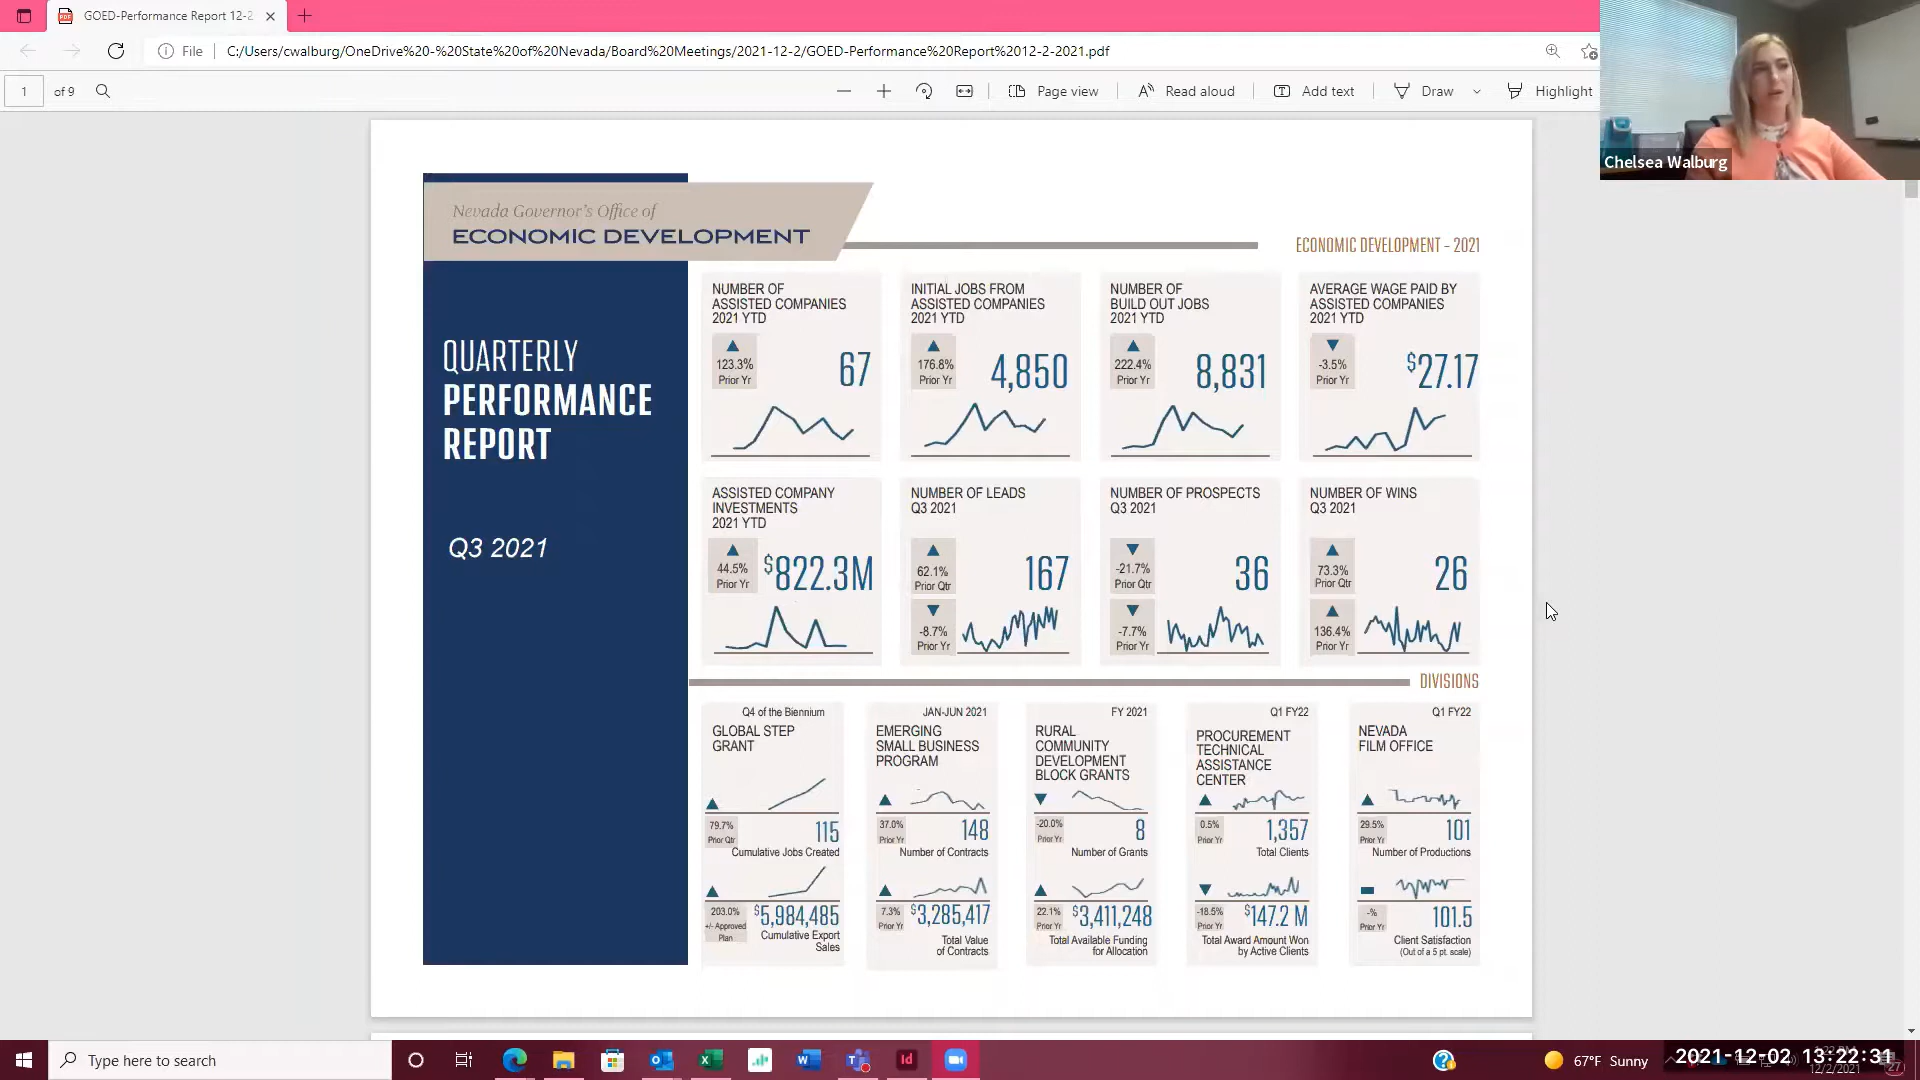 GOED-Performance Report 12-2
File C:/Users/cwalburg/OneDrive%20-%20State%20of%20Nevada/Board%20Meetings/2021-12-2/GOED-Performance%20Report%2012-2-2021.pdf
1 of 9 Page view Read aloud Add text Draw Highlight
Chelsea Walburg
Nevada Governor's Office of
ECONOMIC DEVELOPMENT
ECONOMIC DEVELOPMENT – 2021
QUARTERLY
PERFORMANCE
REPORT
Q3 2021
NUMBER OF
ASSISTED COMPANIES
2021 YTD
123.3%
Prior Yr
67
INITIAL JOBS FROM
ASSISTED COMPANIES
2021 YTD
176.8%
Prior Yr
4,850
NUMBER OF
BUILD OUT JOBS
2021 YTD
222.4%
Prior Yr
8,831
AVERAGE WAGE PAID BY
ASSISTED COMPANIES
2021 YTD
-3.5%
Prior Yr
$27.17
ASSISTED COMPANY
INVESTMENTS
2021 YTD
44.5%
Prior Yr
$822.3M
NUMBER OF LEADS
Q3 2021
62.1%
Prior Qtr
167
-8.7%
Prior Yr
NUMBER OF PROSPECTS
Q3 2021
-21.7%
Prior Qtr
36
-7.7%
Prior Yr
NUMBER OF WINS
Q3 2021
73.3%
Prior Qtr
26
136.4%
Prior Yr
DIVISIONS
Q4 of the Biennium
GLOBAL STEP
GRANT
79.7%
Prior Qtr
115
Cumulative Jobs Created
203.0%
+/- Approved
Plan
$5,984,485
Cumulative Export
Sales
JAN-JUN 2021
EMERGING
SMALL BUSINESS
PROGRAM
37.0%
Prior Yr
148
Number of Contracts
7.3%
Prior Yr
$3,285,417
Total Value
of Contracts
FY 2021
RURAL
COMMUNITY
DEVELOPMENT
BLOCK GRANTS
-20.0%
Prior Yr
8
Number of Grants
22.1%
Prior Yr
$3,411,248
Total Available Funding
for Allocation
Q1 FY22
PROCUREMENT
TECHNICAL
ASSISTANCE
CENTER
0.5%
Prior Yr
1,357
Total Clients
-18.5%
Prior Yr
$147.2 M
Total Award Amount Won
by Active Clients
Q1 FY22
NEVADA
FILM OFFICE
29.5%
Prior Yr
101
Number of Productions
-%
Prior Yr
101.5
Client Satisfaction
(Out of a 5 pt. scale)
Type here to search
67°F Sunny
2021-12-02 13:22:31
12/2/2021